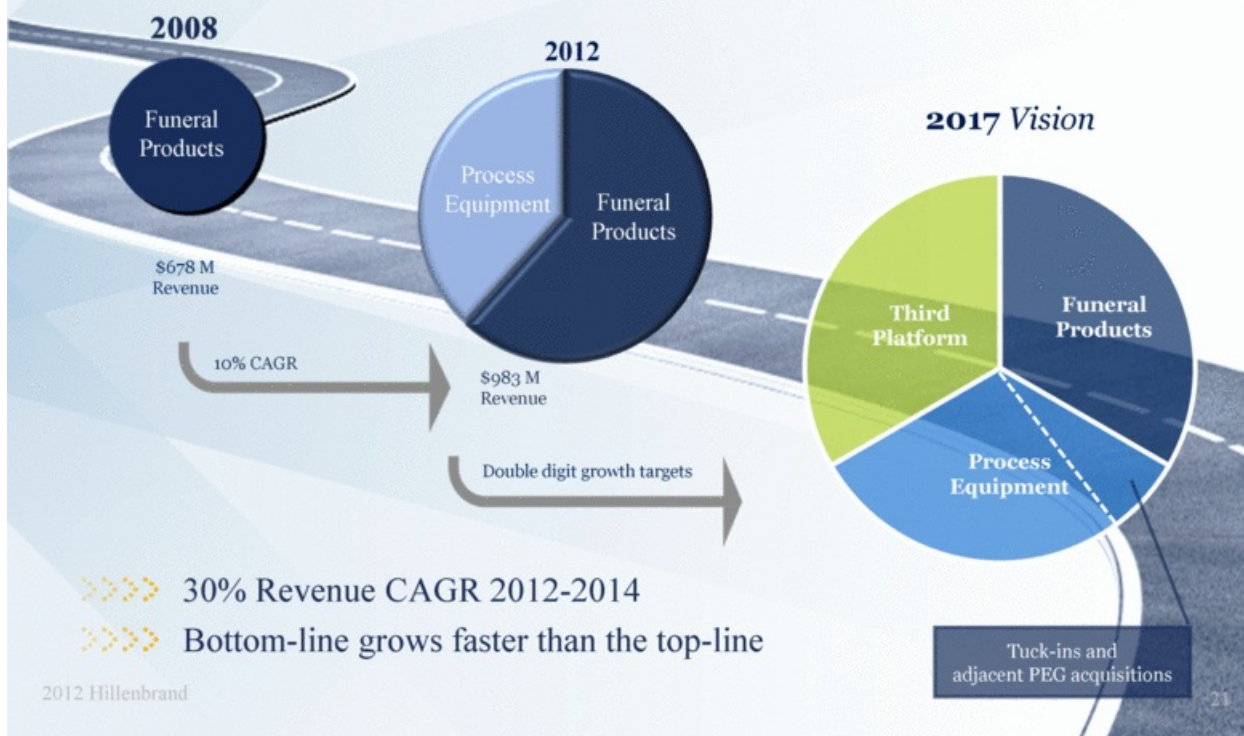 2008
Funeral
Products
$678 M
Revenue
10% CAGR
2012
Process
Equipment
Funeral
Products
$983 M
Revenue
Double digit growth targets
2017 Vision
Third
Platform
Funeral
Products
Process
Equipment
Tuck-ins and
adjacent PEG acquisitions
30% Revenue CAGR 2012-2014
Bottom-line grows faster than the top-line
2012 Hillenbrand
21